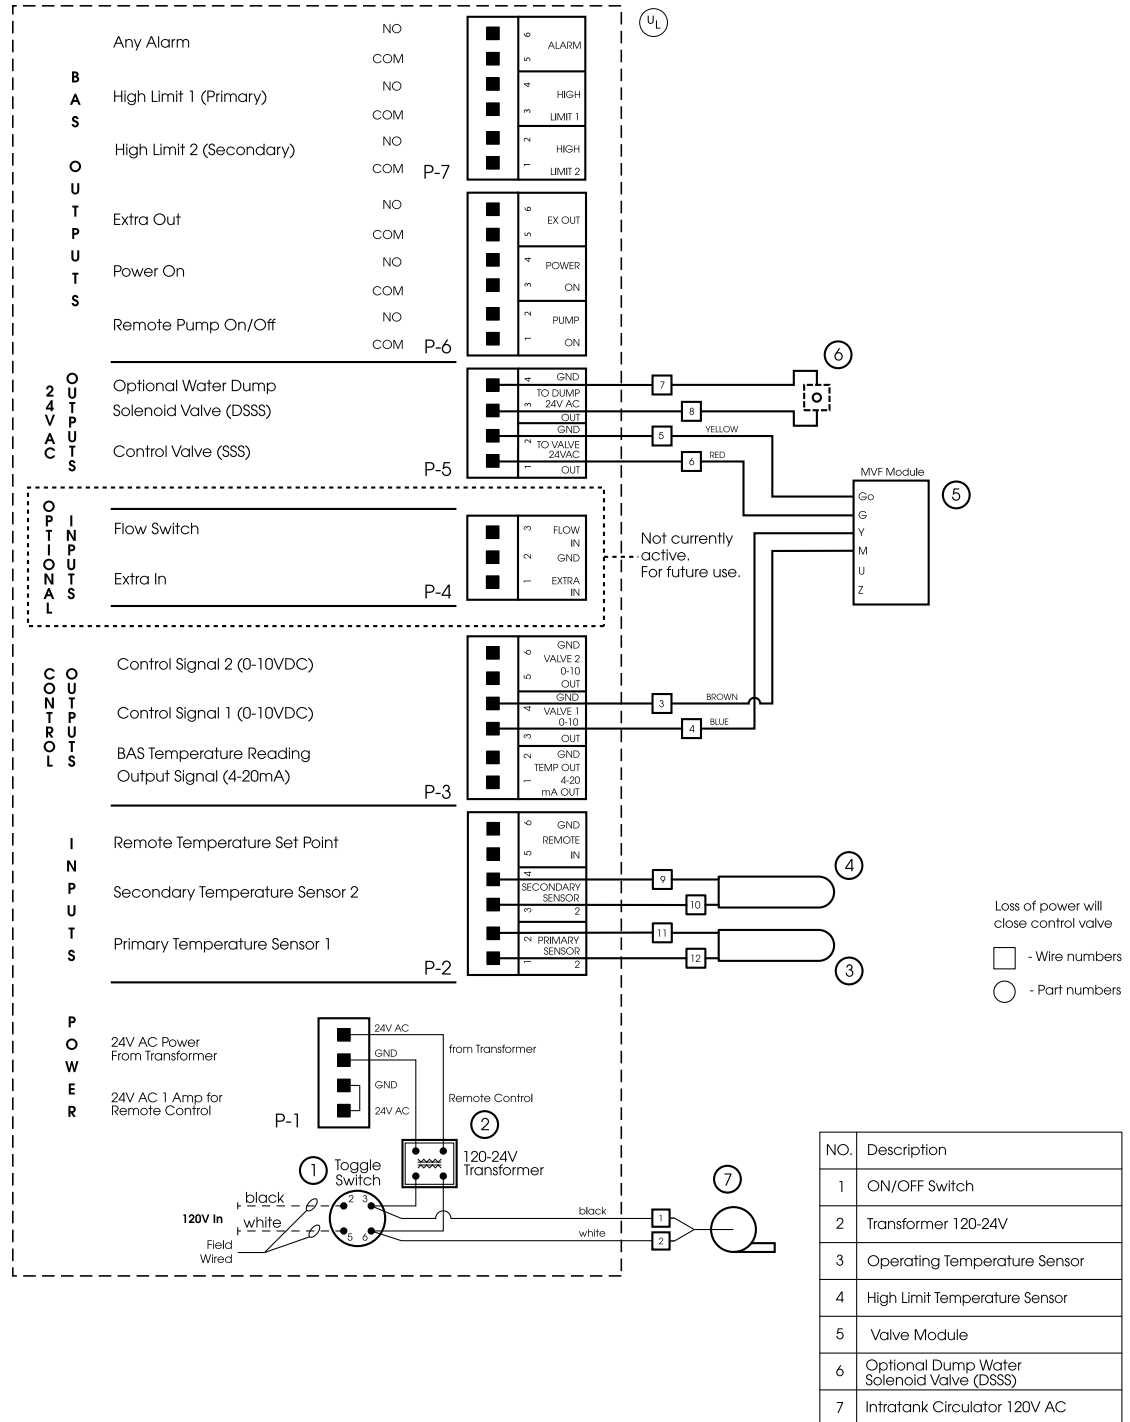 UL
BAS OUTPUTS
Any Alarm
NO
COM
High Limit 1 (Primary)
NO
COM
High Limit 2 (Secondary)
NO
COM
P-7
6
5
ALARM
4
3
HIGH
LIMIT 1
2
1
HIGH
LIMIT 2
Extra Out
NO
COM
Power On
NO
COM
Remote Pump On/Off
NO
COM
P-6
6
5
EX OUT
4
3
POWER
ON
2
1
PUMP
ON
24V AC
OUTPUTS
Optional Water Dump
Solenoid Valve (DSSS)
Control Valve (SSS)
P-5
4
3
GND
TO DUMP
24V AC
OUT
2
1
GND
TO VALVE
24VAC
OUT
7
8
5
YELLOW
6
RED
6
MVF Module
Go
G
Y
M
U
Z
5
OPTIONAL
INPUTS
Flow Switch
Extra In
P-4
3
2
1
FLOW
IN
GND
EXTRA
IN
Not currently
active.
For future use.
CONTROL
OUTPUTS
Control Signal 2 (0-10VDC)
Control Signal 1 (0-10VDC)
BAS Temperature Reading
Output Signal (4-20mA)
P-3
6
5
GND
VALVE 2
0-10
OUT
4
3
GND
VALVE 1
0-10
OUT
2
1
GND
TEMP OUT
4-20
mA OUT
3
BROWN
4
BLUE
INPUTS
Remote Temperature Set Point
Secondary Temperature Sensor 2
Primary Temperature Sensor 1
P-2
6
5
GND
REMOTE
IN
4
3
SECONDARY
SENSOR
2
2
1
PRIMARY
SENSOR
2
9
10
11
12
4
3
Loss of power will
close control valve
- Wire numbers
- Part numbers
POWER
24V AC Power
From Transformer
24V AC 1 Amp for
Remote Control
P-1
24V AC
GND
GND
24V AC
from Transformer
Remote Control
2
120-24V
Transformer
1
Toggle
Switch
2
3
5
6
120V In
black
white
Field
Wired
black
white
1
2
7
NO. Description
1 ON/OFF Switch
2 Transformer 120-24V
3 Operating Temperature Sensor
4 High Limit Temperature Sensor
5 Valve Module
6 Optional Dump Water
Solenoid Valve (DSSS)
7 Intratank Circulator 120V AC